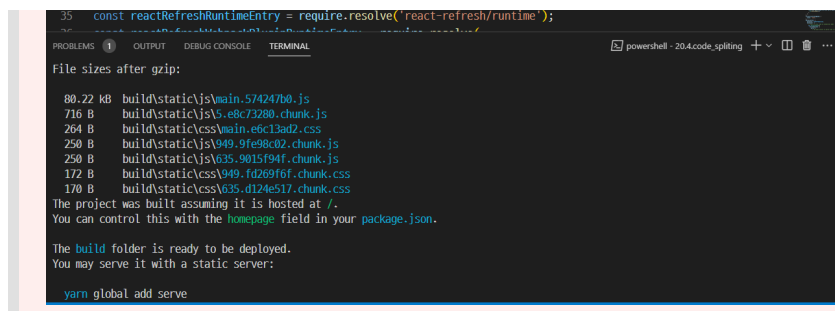 35 const reactRefreshRuntimeEntry = require.resolve('react-refresh/runtime');
PROBLEMS 1 OUTPUT DEBUG CONSOLE TERMINAL powershell - 20.4.code_spliting
File sizes after gzip:
80.22 kB build\static\js\main.574247b0.js
716 B build\static\js\5.e8c73280.chunk.js
264 B build\static\css\main.e6c13ad2.css
250 B build\static\js\949.9fe98c02.chunk.js
250 B build\static\js\635.9015f94f.chunk.js
172 B build\static\css\949.fd269f6f.chunk.css
170 B build\static\css\635.d124e517.chunk.css
The project was built assuming it is hosted at /.
You can control this with the homepage field in your package.json.
The build folder is ready to be deployed.
You may serve it with a static server:
yarn global add serve